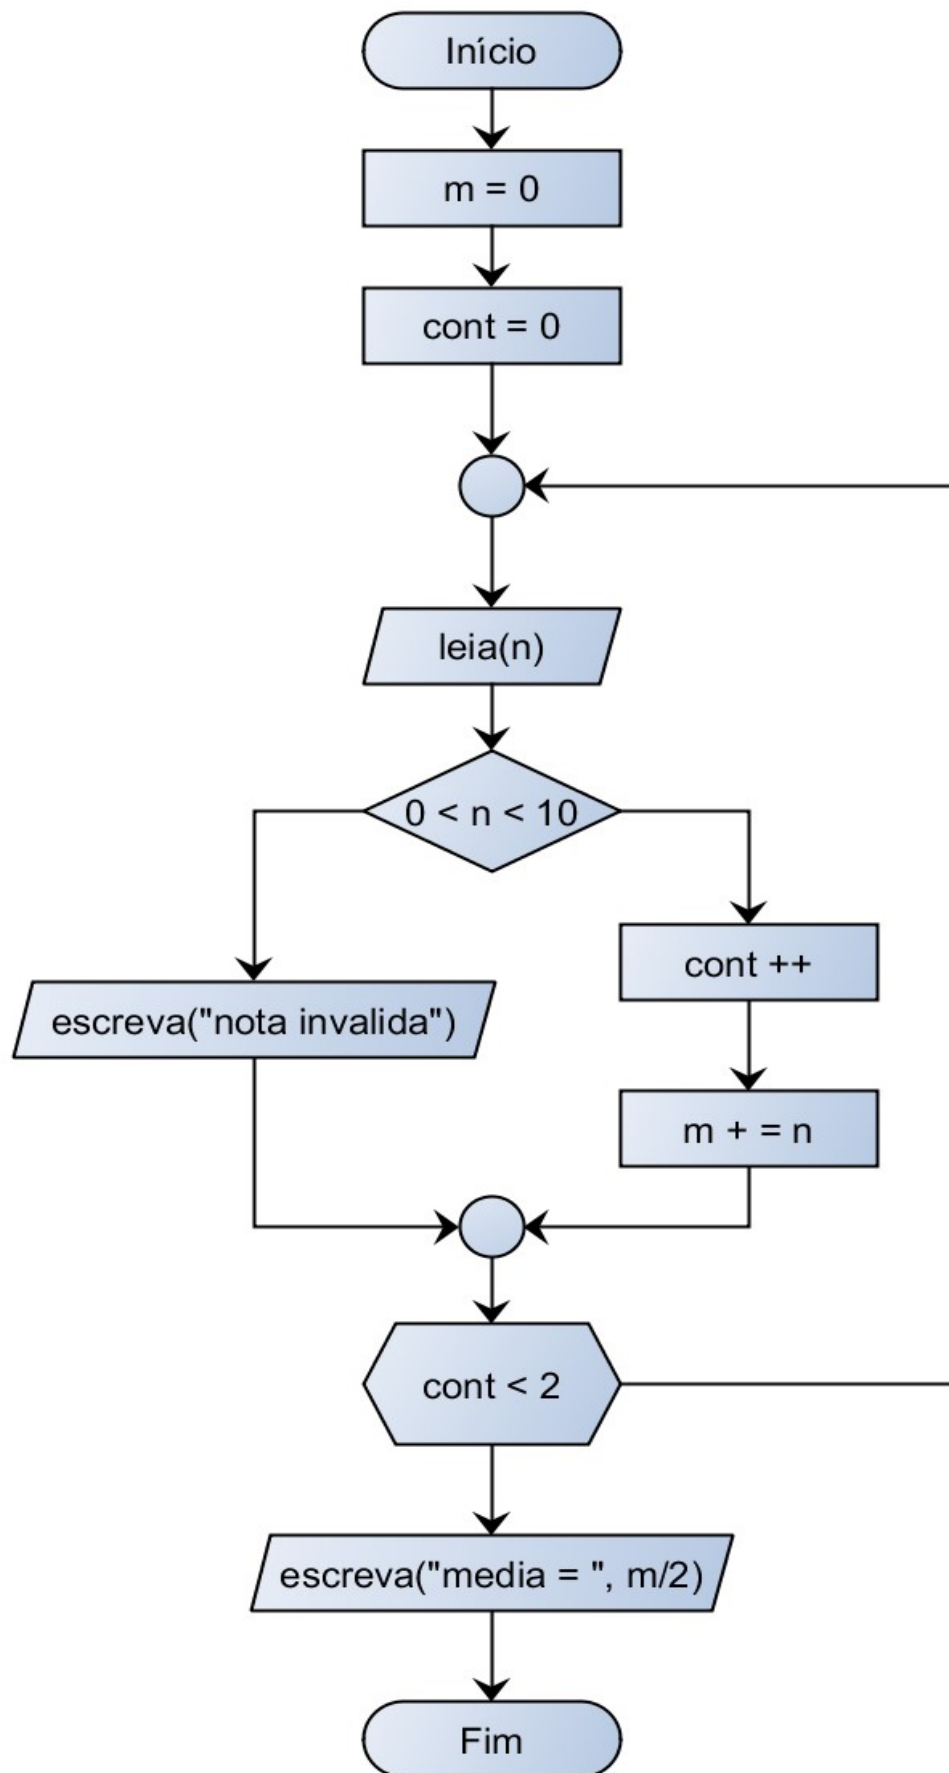 Início
m = 0
cont = 0
leia(n)
0 < n < 10
cont ++
escreva("nota invalida")
m + = n
cont < 2
escreva("media = ", m/2)
Fim